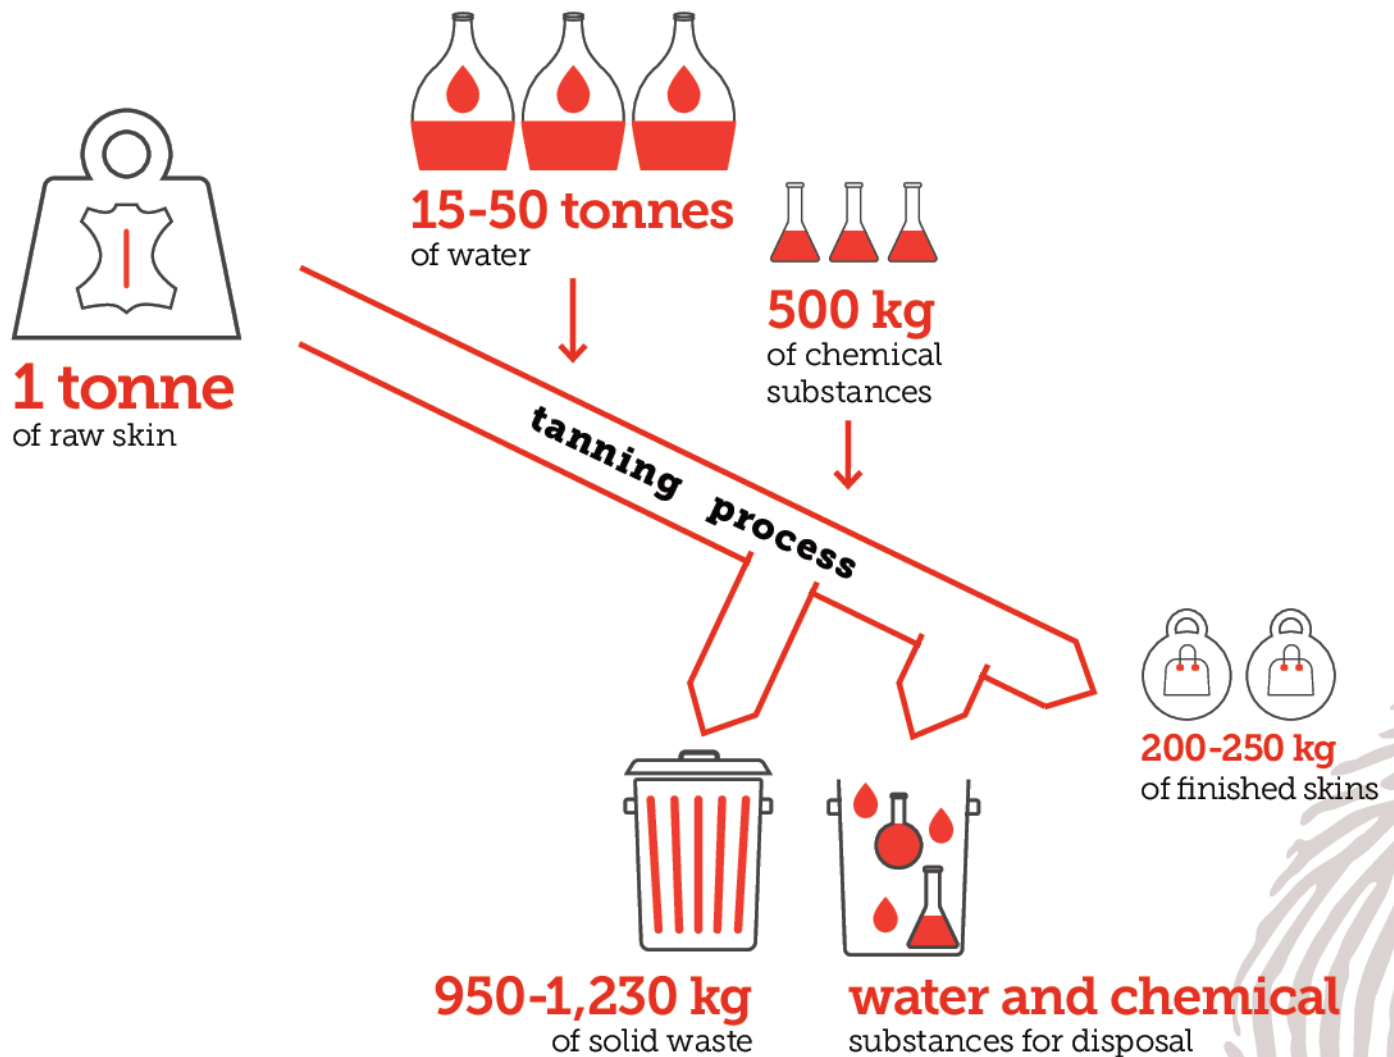 15-50 tonnes
of water
500 kg
of chemical
substances
1 tonne
of raw skin
tanning process
200-250 kg
of finished skins
950-1,230 kg
of solid waste
water and chemical
substances for disposal